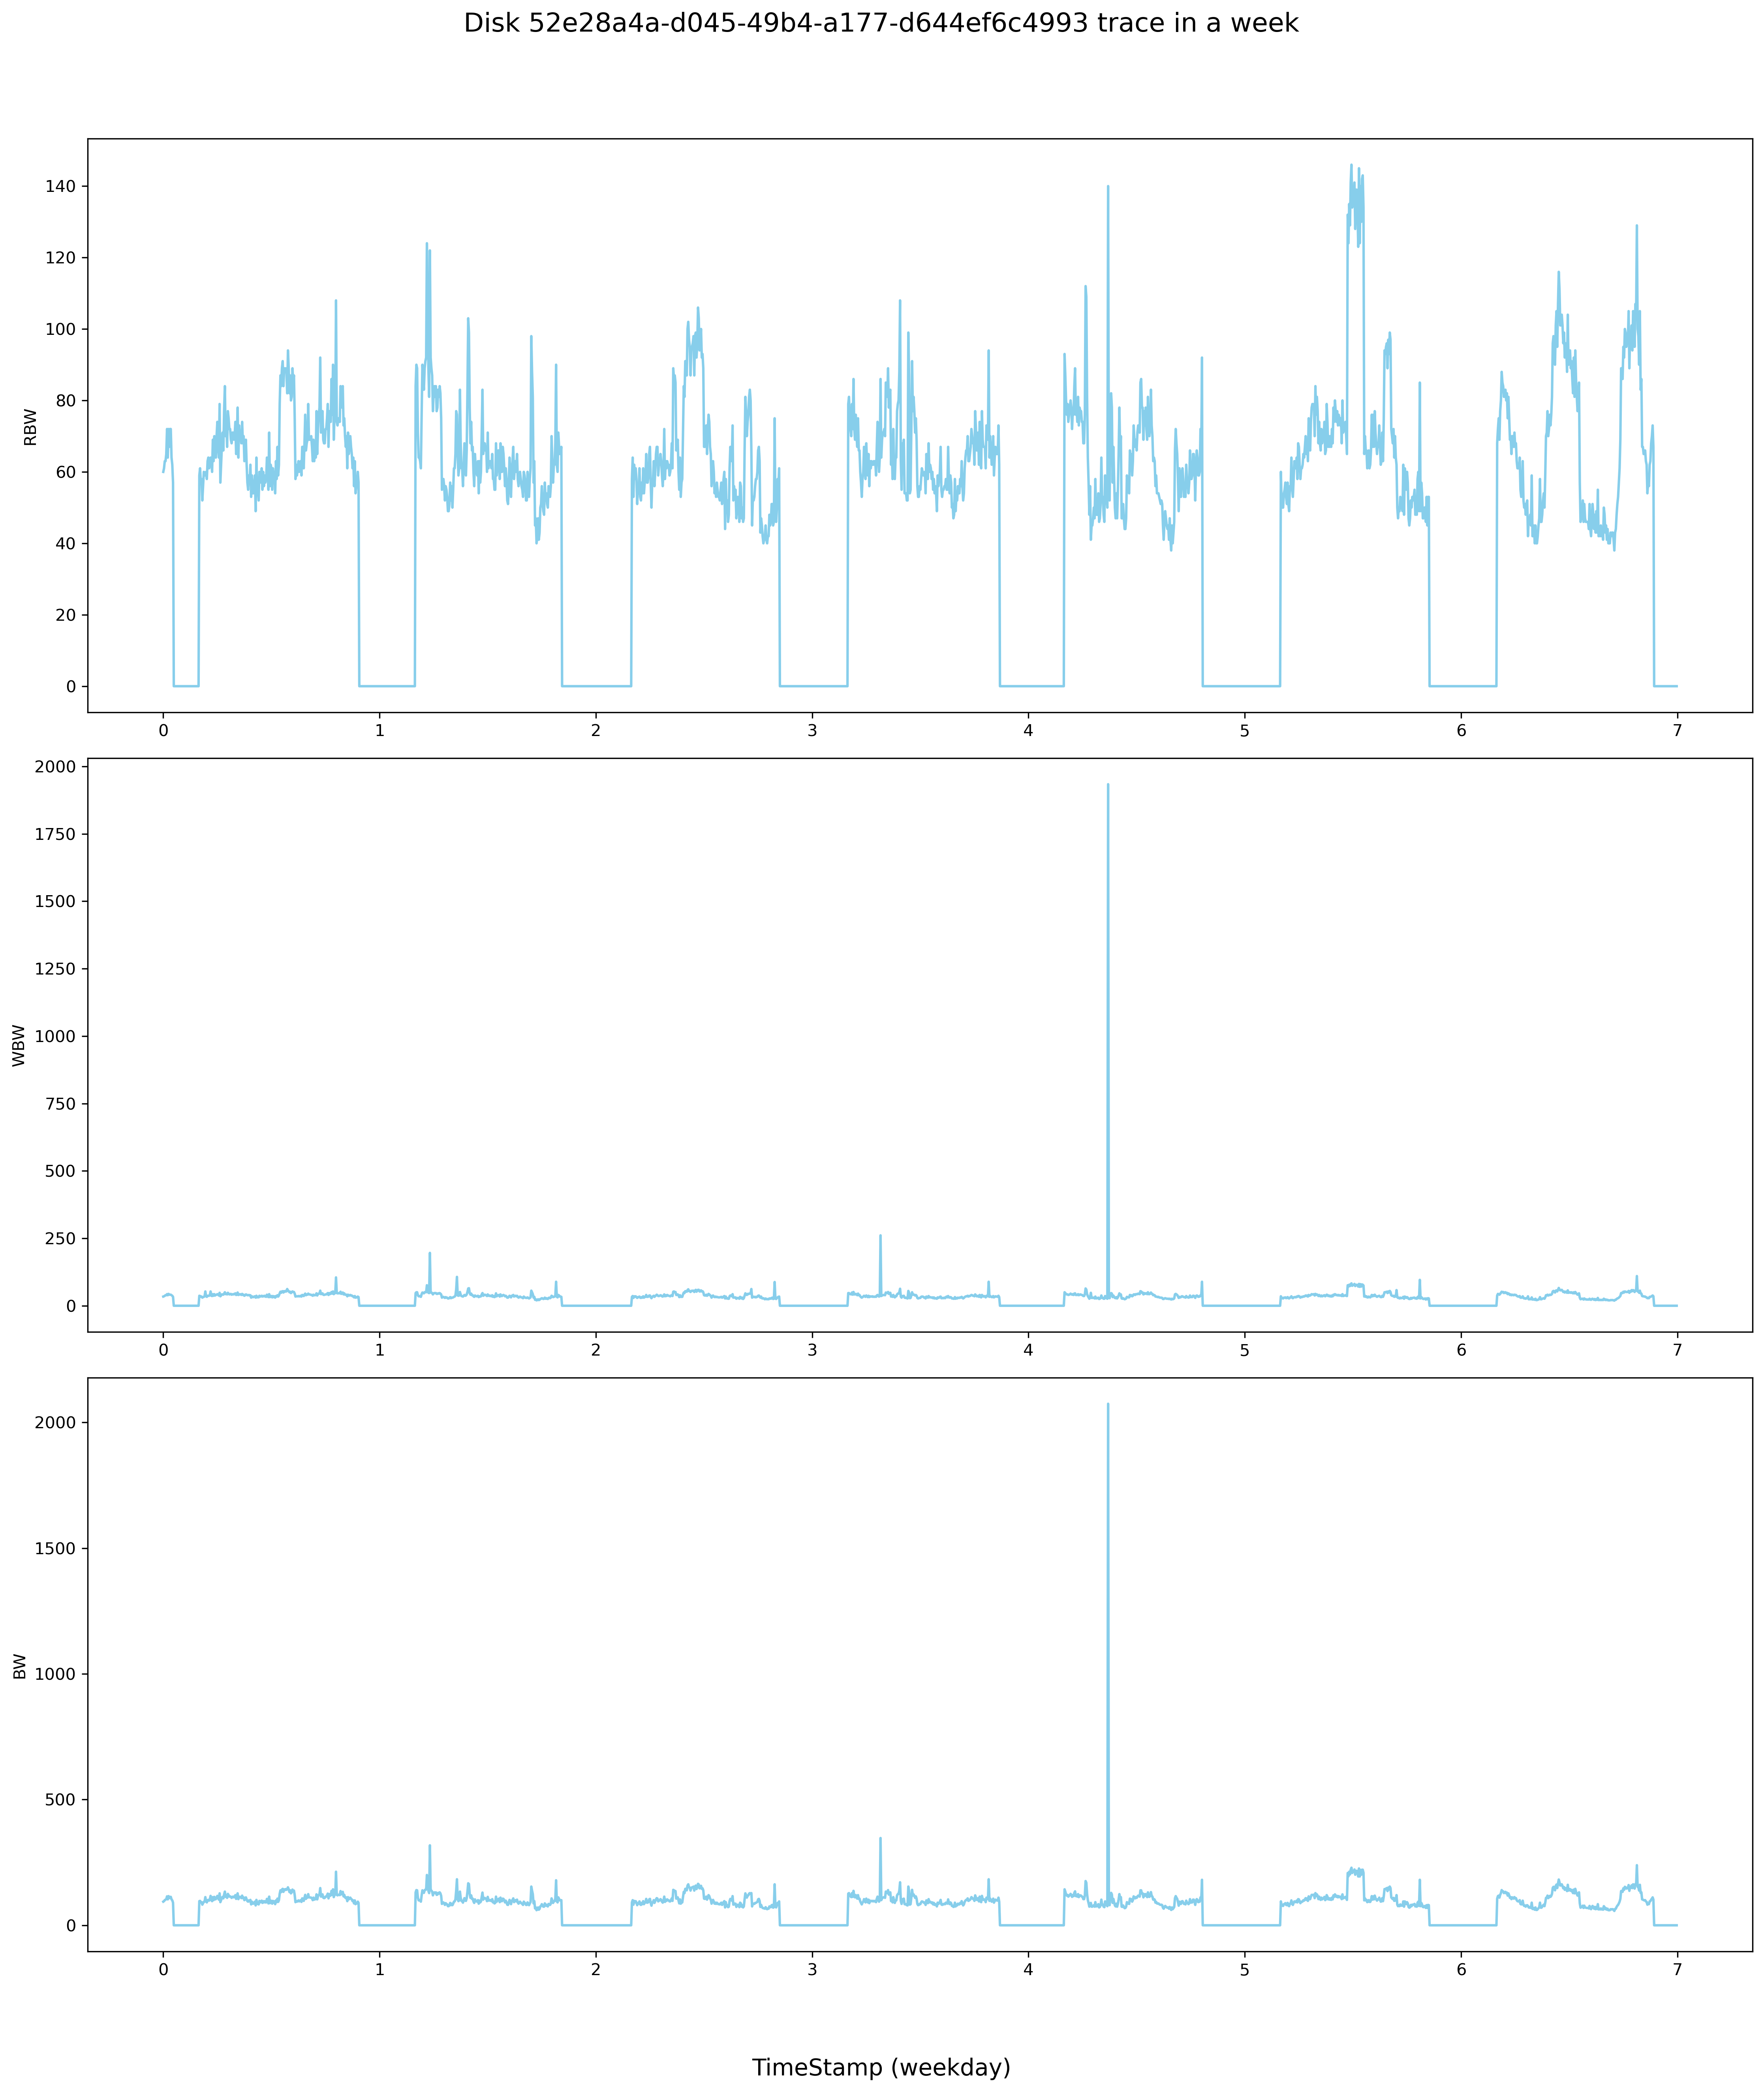 Disk 52e28a4a-d045-49b4-a177-d644ef6c4993 trace in a week
140
120
100
80
60
40
20
0
RBW
0 1 2 3 4 5 6 7
2000
1750
1500
1250
1000
750
500
250
0
WBW
0 1 2 3 4 5 6 7
2000
1500
1000
500
0
BW
0 1 2 3 4 5 6 7
TimeStamp (weekday)